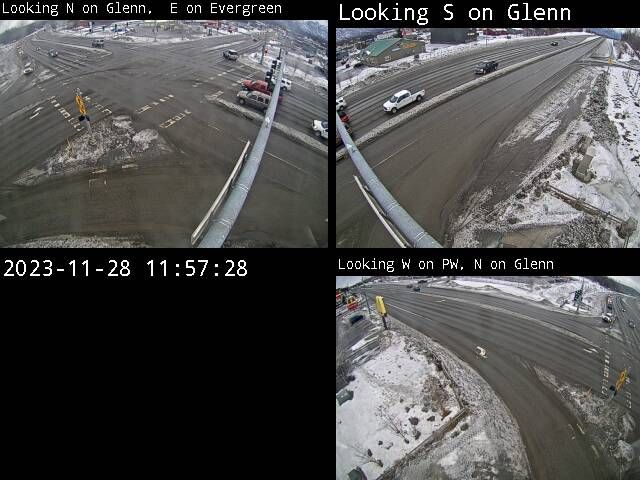 Looking N on Glenn, E on Evergreen
Looking S on Glenn
2023-11-28 11:57:28
Looking W on PW, N on Glenn